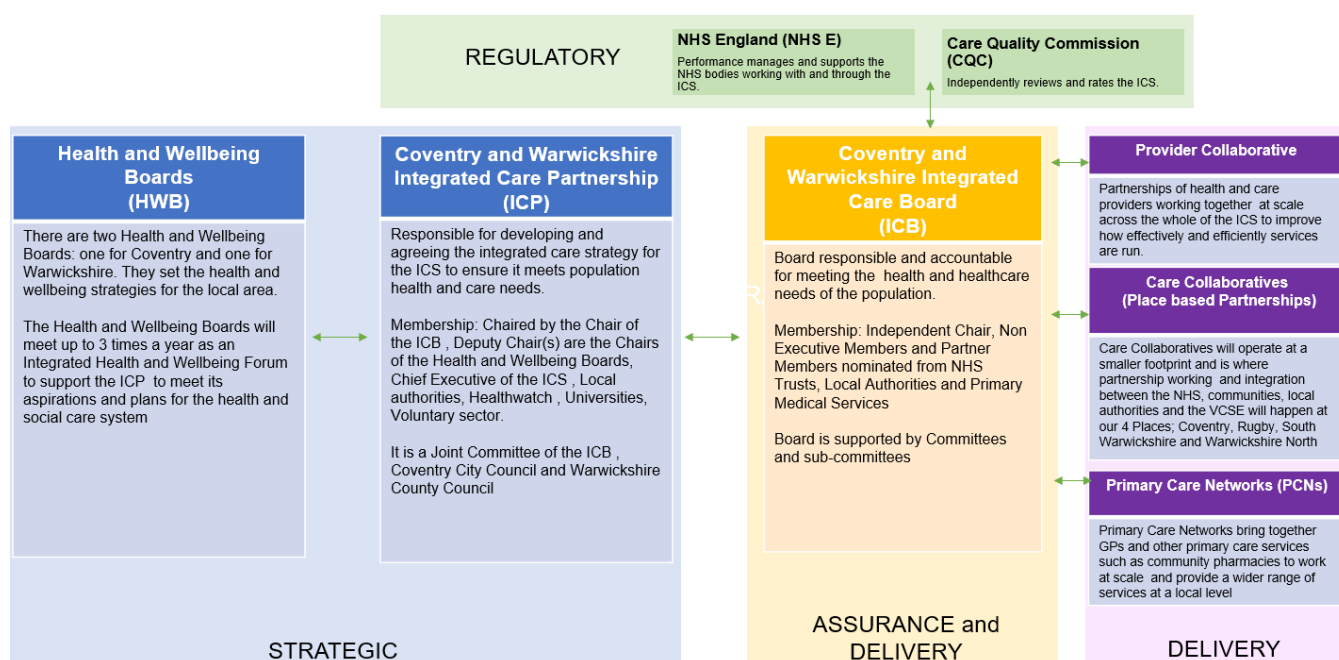 REGULATORY
NHS England (NHS E)
Performance manages and supports the
NHS bodies working with and through the
ICS.
Care Quality Commission
(CQC)
Independently reviews and rates the ICS.
Health and Wellbeing
Boards
(HWB)
There are two Health and Wellbeing
Boards: one for Coventry and one for
Warwickshire. They set the health and
wellbeing strategies for the local area.
The Health and Wellbeing Boards will
meet up to 3 times a year as an
Integrated Health and Wellbeing Forum
to support the ICP to meet its
aspirations and plans for the health and
social care system
Coventry and Warwickshire
Integrated Care Partnership
(ICP)
Responsible for developing and
agreeing the integrated care strategy for
the ICS to ensure it meets population
health and care needs.
Membership: Chaired by the Chair of
the ICB , Deputy Chair(s) are the Chairs
of the Health and Wellbeing Boards,
Chief Executive of the ICS , Local
authorities, Healthwatch , Universities,
Voluntary sector.
It is a Joint Committee of the ICB ,
Coventry City Council and Warwickshire
County Council
STRATEGIC
Coventry and
Warwickshire Integrated
Care Board
(ICB)
Board responsible and accountable
for meeting the health and healthcare
needs of the population.
Membership: Independent Chair, Non
Executive Members and Partner
Members nominated from NHS
Trusts, Local Authorities and Primary
Medical Services
Board is supported by Committees
and sub-committees
ASSURANCE and
DELIVERY
Provider Collaborative
Partnerships of health and care
providers working together at scale
across the whole of the ICS to improve
how effectively and efficiently services
are run.
Care Collaboratives
(Place based Partnerships)
Care Collaboratives will operate at a
smaller footprint and is where
partnership working and integration
between the NHS, communities, local
authorities and the VCSE will happen at
our 4 Places; Coventry, Rugby, South
Warwickshire and Warwickshire North
Primary Care Networks (PCNs)
Primary Care Networks bring together
GPs and other primary care services
such as community pharmacies to work
at scale and provide a wider range of
services at a local level
DELIVERY